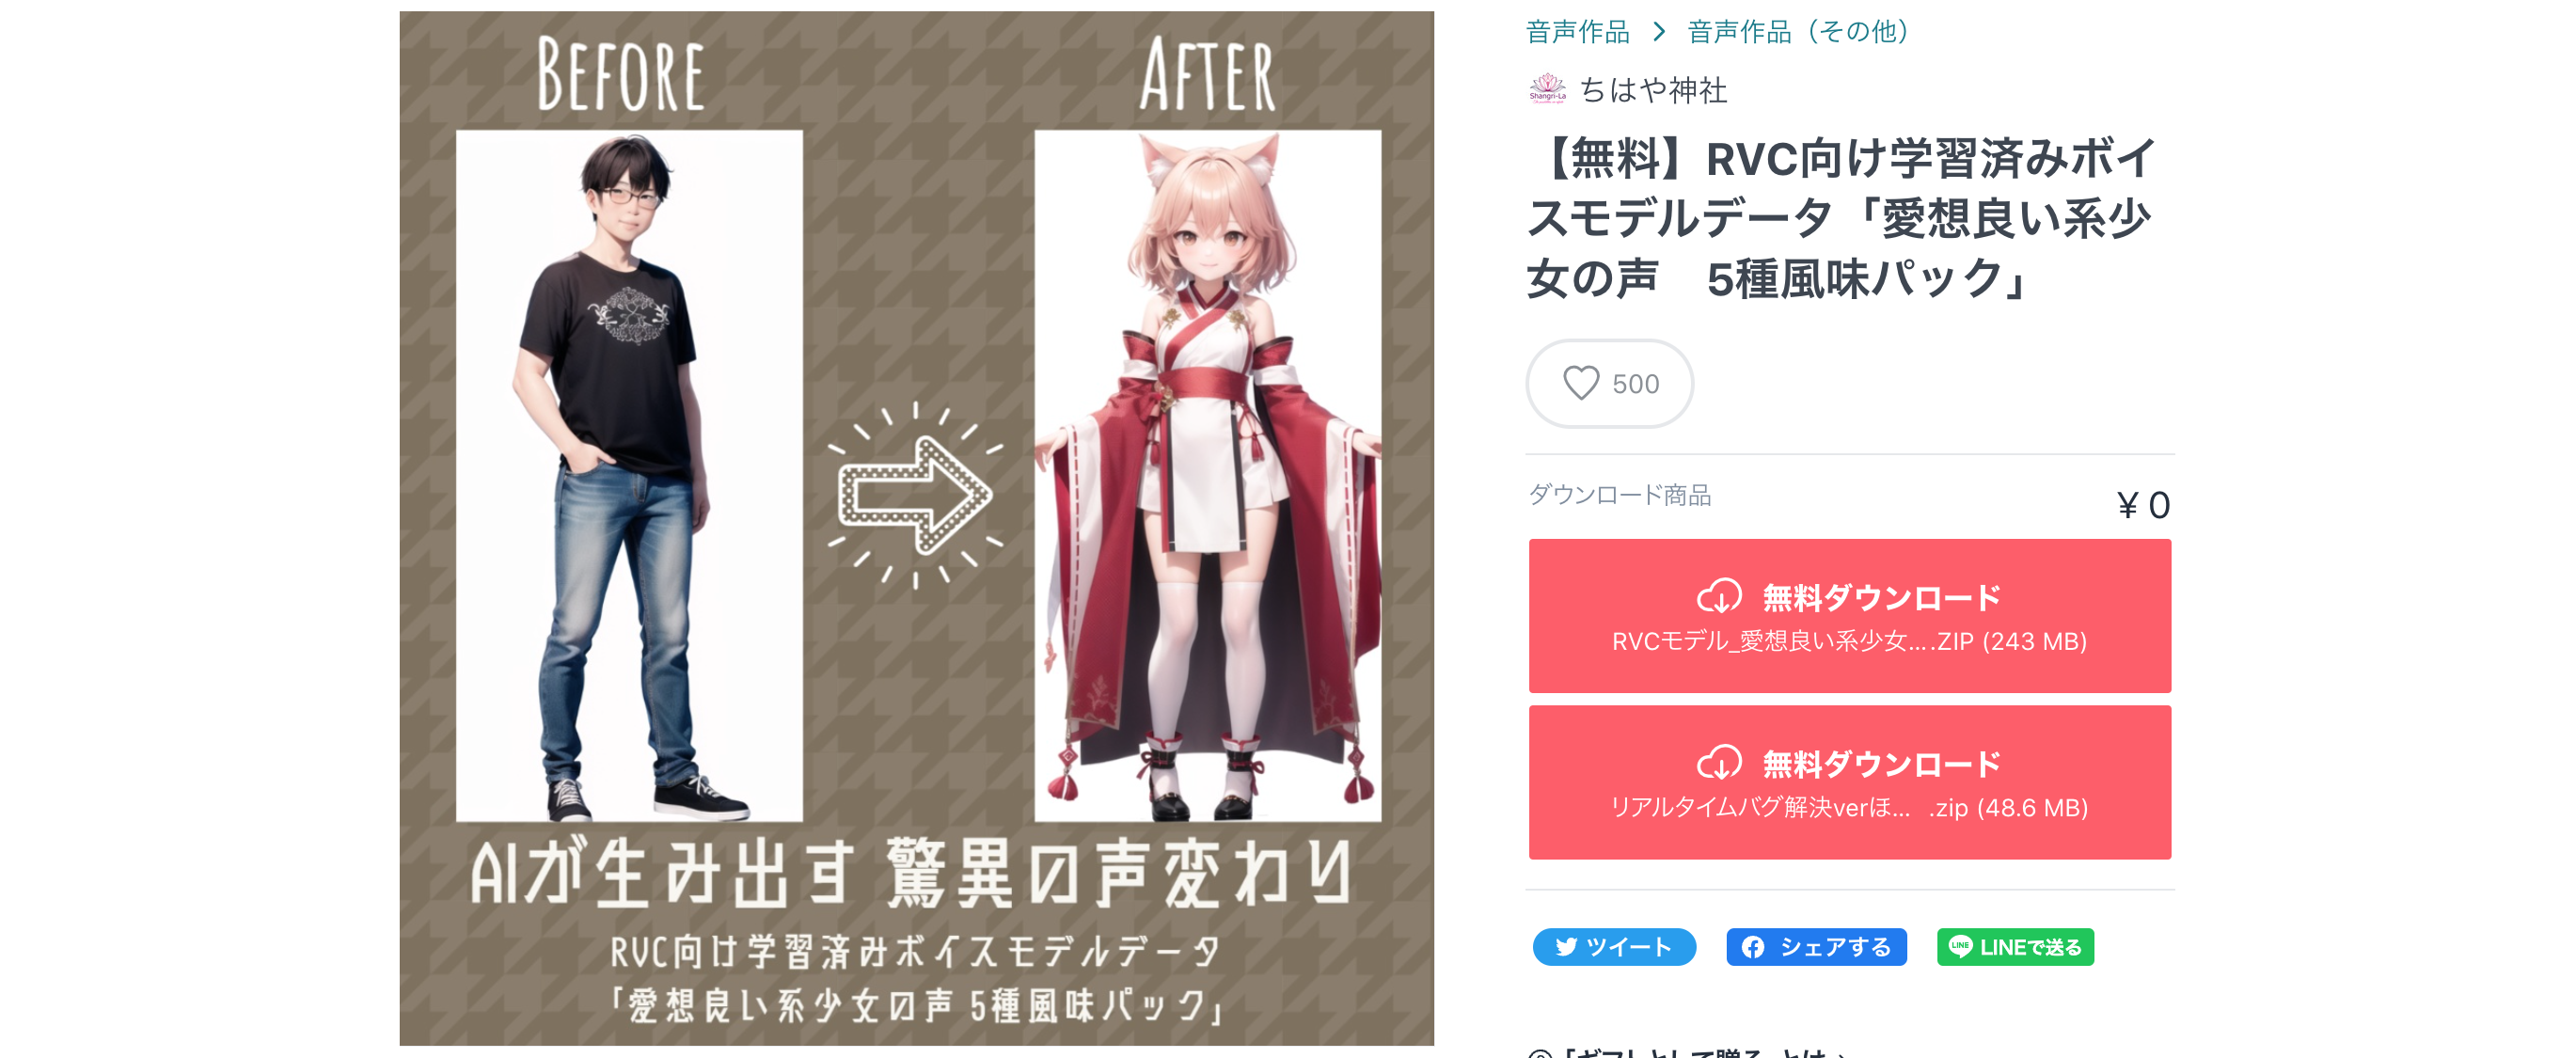 BEFORE
AFTER
AIが生み出す 驚異の声変わり
RVC向け学習済みボイスモデルデータ
「愛想良い系少女の声 5種風味パック」
音声作品 > 音声作品（その他）
Shangri-La
ちはや神社
【無料】RVC向け学習済みボイ
スモデルデータ「愛想良い系少
女の声　5種風味パック」
500
ダウンロード商品
¥ 0
無料ダウンロード
RVCモデル_愛想良い系少女....ZIP (243 MB)
無料ダウンロード
リアルタイムバグ解決verほ... .zip (48.6 MB)
ツイート
シェアする
LINE LINEで送る